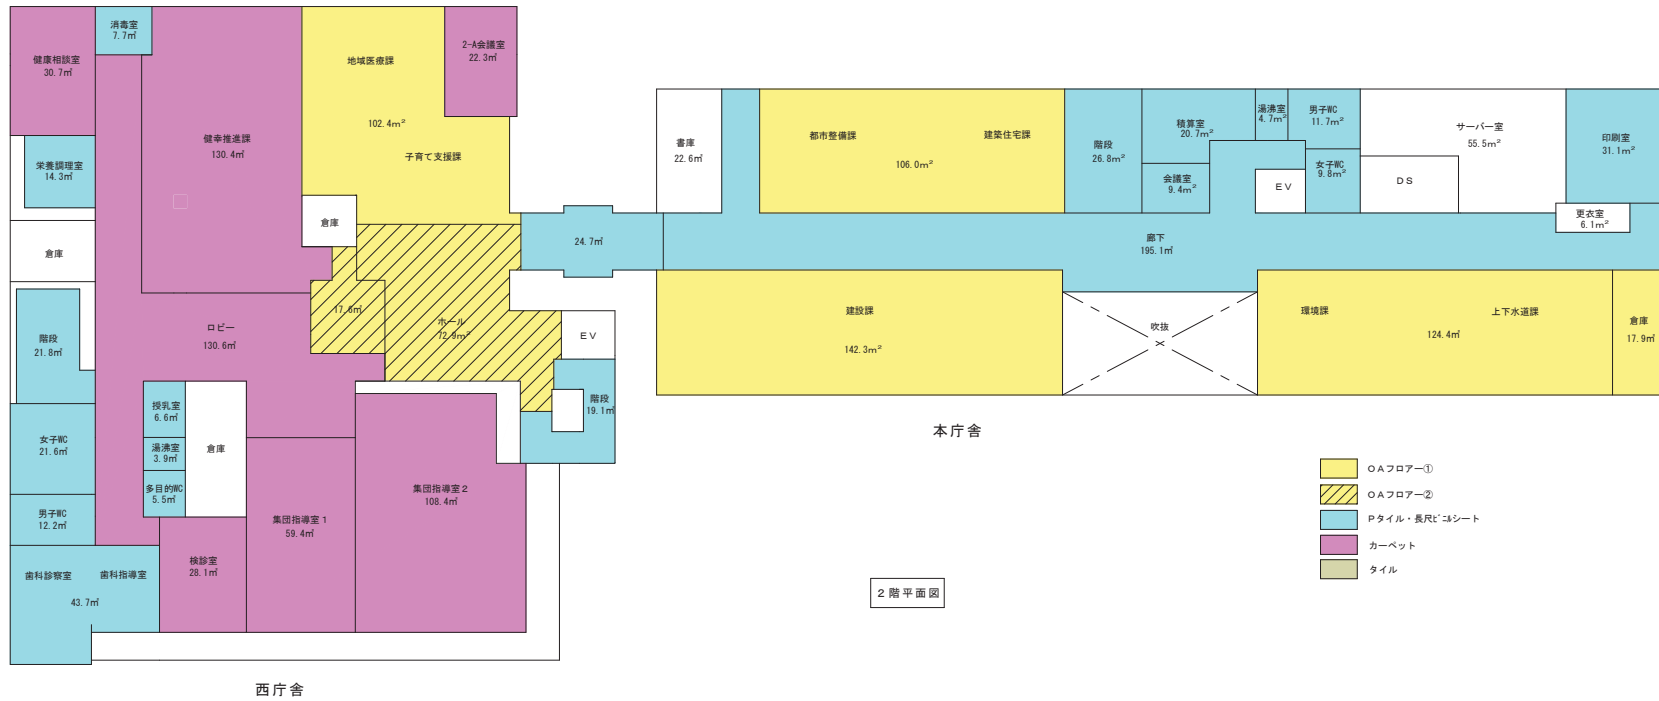 消毒室
7.7㎡
健康相談室
30.7㎡
栄養調理室
14.3㎡
倉庫
階段
21.8㎡
女子WC
21.6㎡
男子WC
12.2㎡
歯科診察室
歯科指導室
43.7㎡
健幸推進課
130.4㎡
地域医療課
102.4m²
子育て支援課
2-A会議室
22.3㎡
倉庫
17.6㎡
ホール
72.9m²
ロビー
130.6㎡
EV
階段
19.1㎡
授乳室
6.6㎡
湯沸室
3.9㎡
多目的WC
5.5㎡
倉庫
検診室
28.1㎡
集団指導室1
59.4㎡
集団指導室2
108.4㎡
西庁舎
24.7㎡
書庫
22.6㎡
都市整備課
建築住宅課
106.0m²
階段
26.8m²
積算室
20.7m²
会議室
9.4m²
湯沸室
4.7m²
男子WC
11.7m²
女子WC
9.8m²
EV
サーバー室
55.5m²
DS
印刷室
31.1m²
更衣室
6.1m²
廊下
195.1㎡
建設課
142.3m²
吹抜
環境課
上下水道課
124.4㎡
倉庫
17.9㎡
本庁舎
OAフロアー①
OAフロアー②
Pタイル・長尺ビニルシート
カーペット
タイル
2階平面図